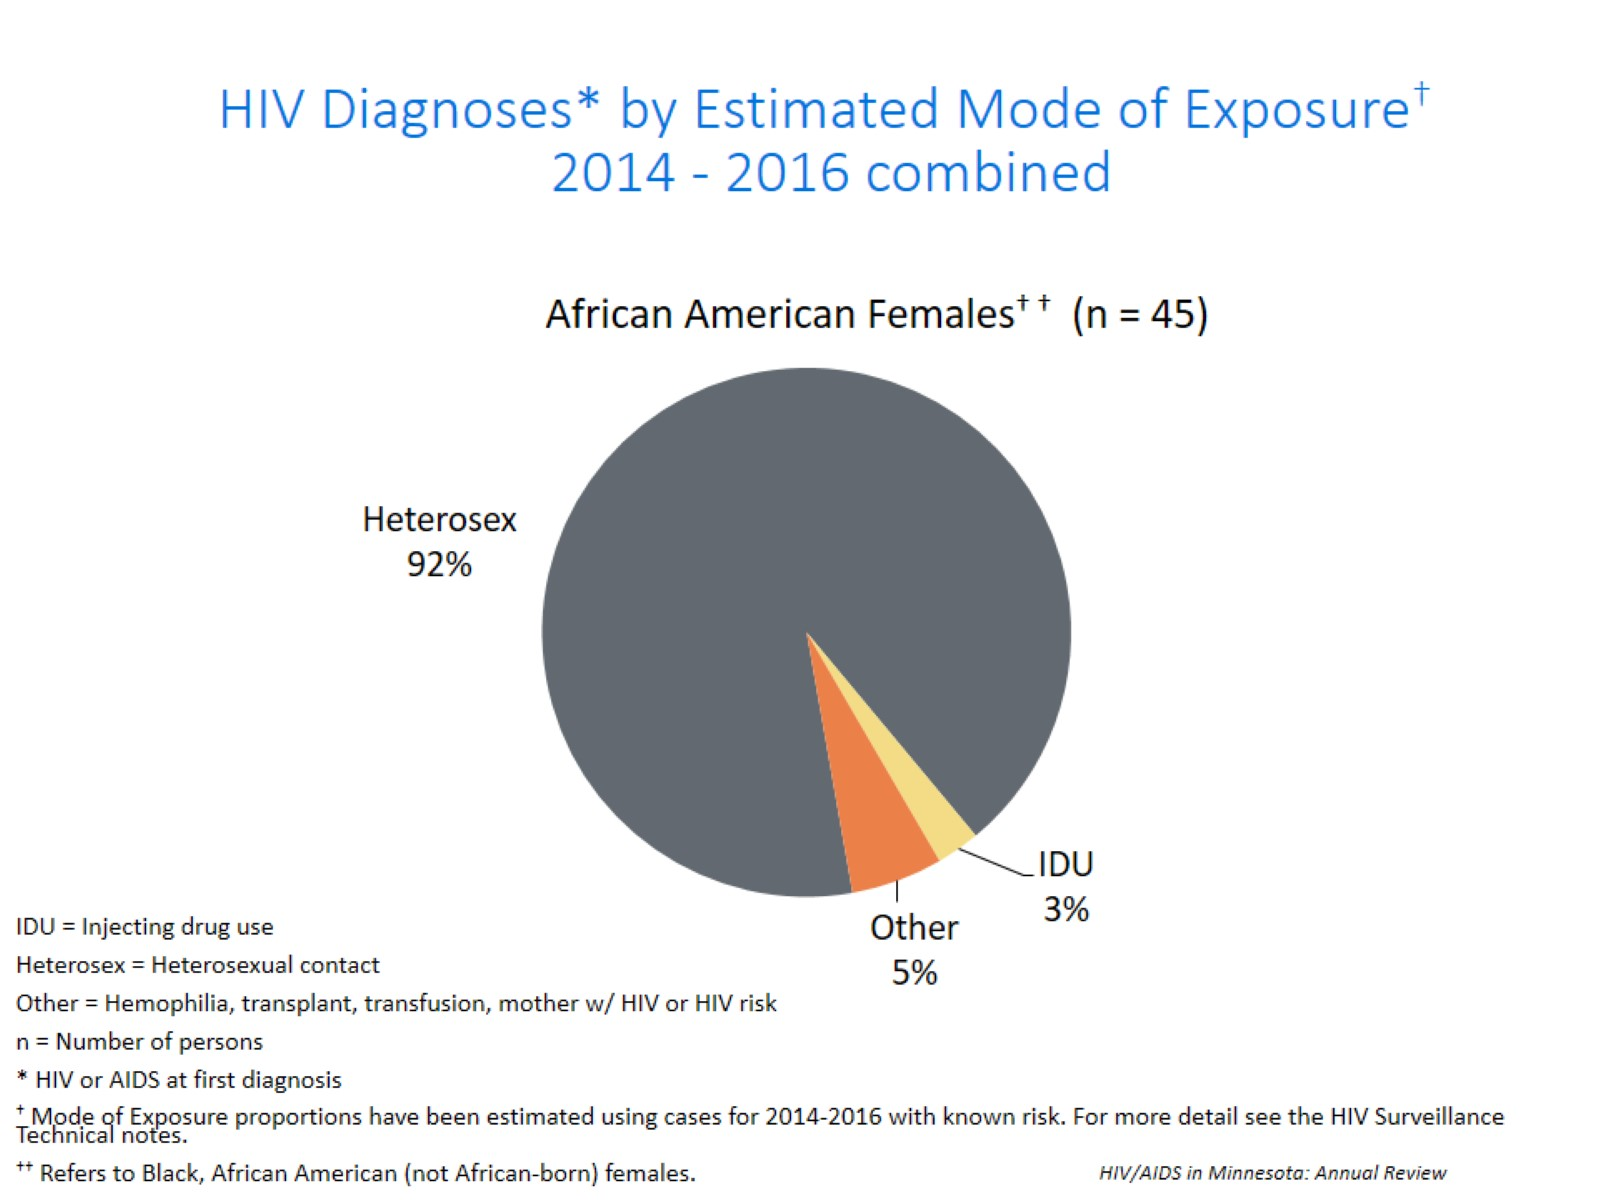 HIV Diagnoses* by Estimated Mode of Exposure†
2014 - 2016 combined
African American Females†† (n = 45)
Heterosex
92%
IDU
3%
Other
5%
IDU = Injecting drug use
Heterosex = Heterosexual contact
Other = Hemophilia, transplant, transfusion, mother w/ HIV or HIV risk
n = Number of persons
* HIV or AIDS at first diagnosis
† Mode of Exposure proportions have been estimated using cases for 2014-2016 with known risk. For more detail see the HIV Surveillance
Technical notes.
†† Refers to Black, African American (not African-born) females.
HIV/AIDS in Minnesota: Annual Review